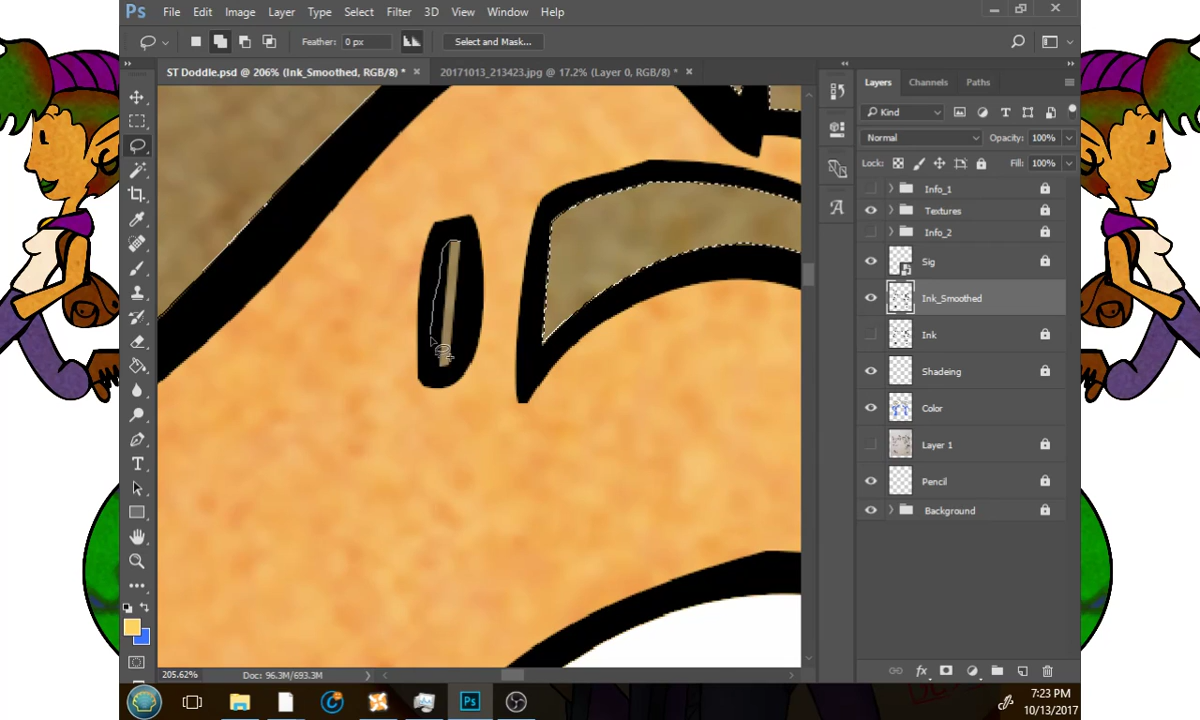 Ps File Edit Image Layer Type Select Filter 3D View Window Help
Feather: 0 px Select and Mask...
ST Doddle.psd @ 206% (Ink_Smoothed, RGB/8) * × 20171013_213423.jpg @ 17.2% (Layer 0, RGB/8) * ×
Layers Channels Paths
Kind
Normal Opacity: 100%
Lock: Fill: 100%
Info_1
Textures
Info_2
Sig
Ink_Smoothed
Ink
Shadeing
Color
Layer 1
Pencil
Background
205.62% Doc: 96.3M/693.3M
7:23 PM
10/13/2017